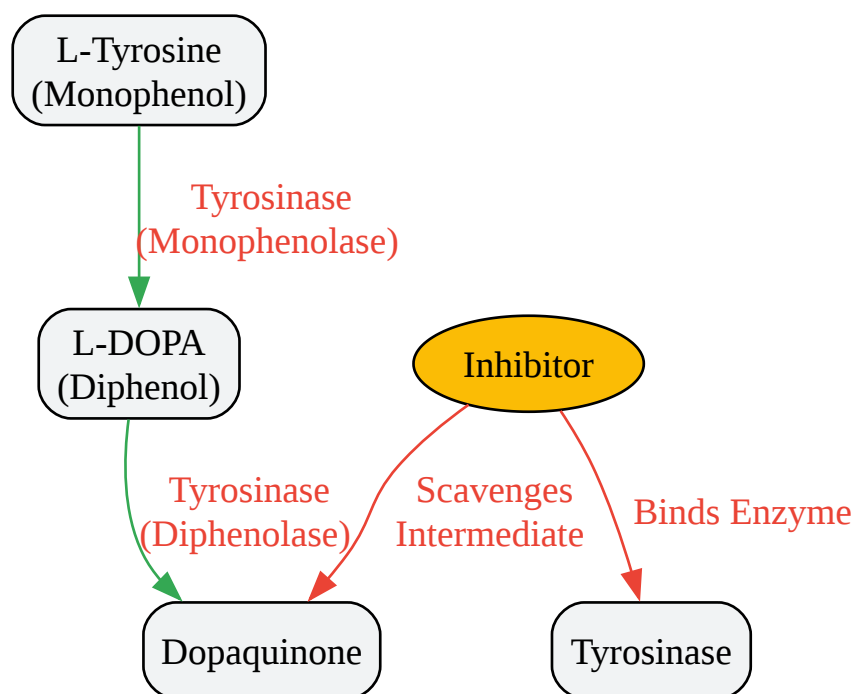 L-Tyrosine
(Monophenol)
Tyrosinase
(Monophenolase)
L-DOPA
(Diphenol)
Inhibitor
Tyrosinase
(Diphenolase)
Scavenges
Intermediate
Binds Enzyme
Dopaquinone
Tyrosinase